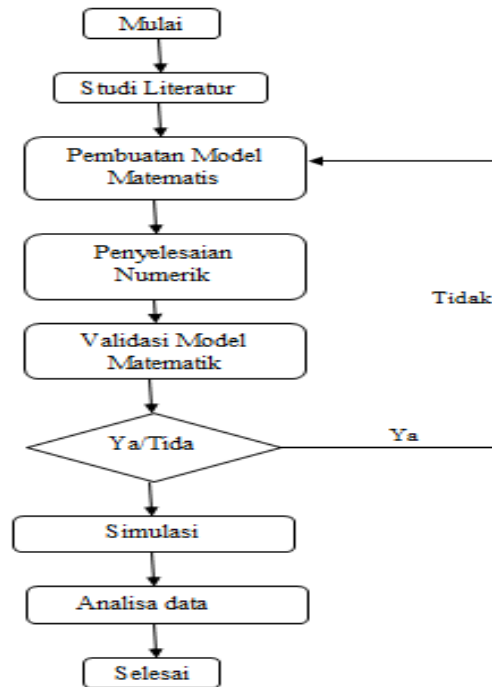 Mulai
Studi Literatur
Pembuatan Model
Matematis
Penyelesaian
Numerik
Tidak
Validasi Model
Matematik
Ya/Tida
Ya
Simulasi
Analisa data
Selesai